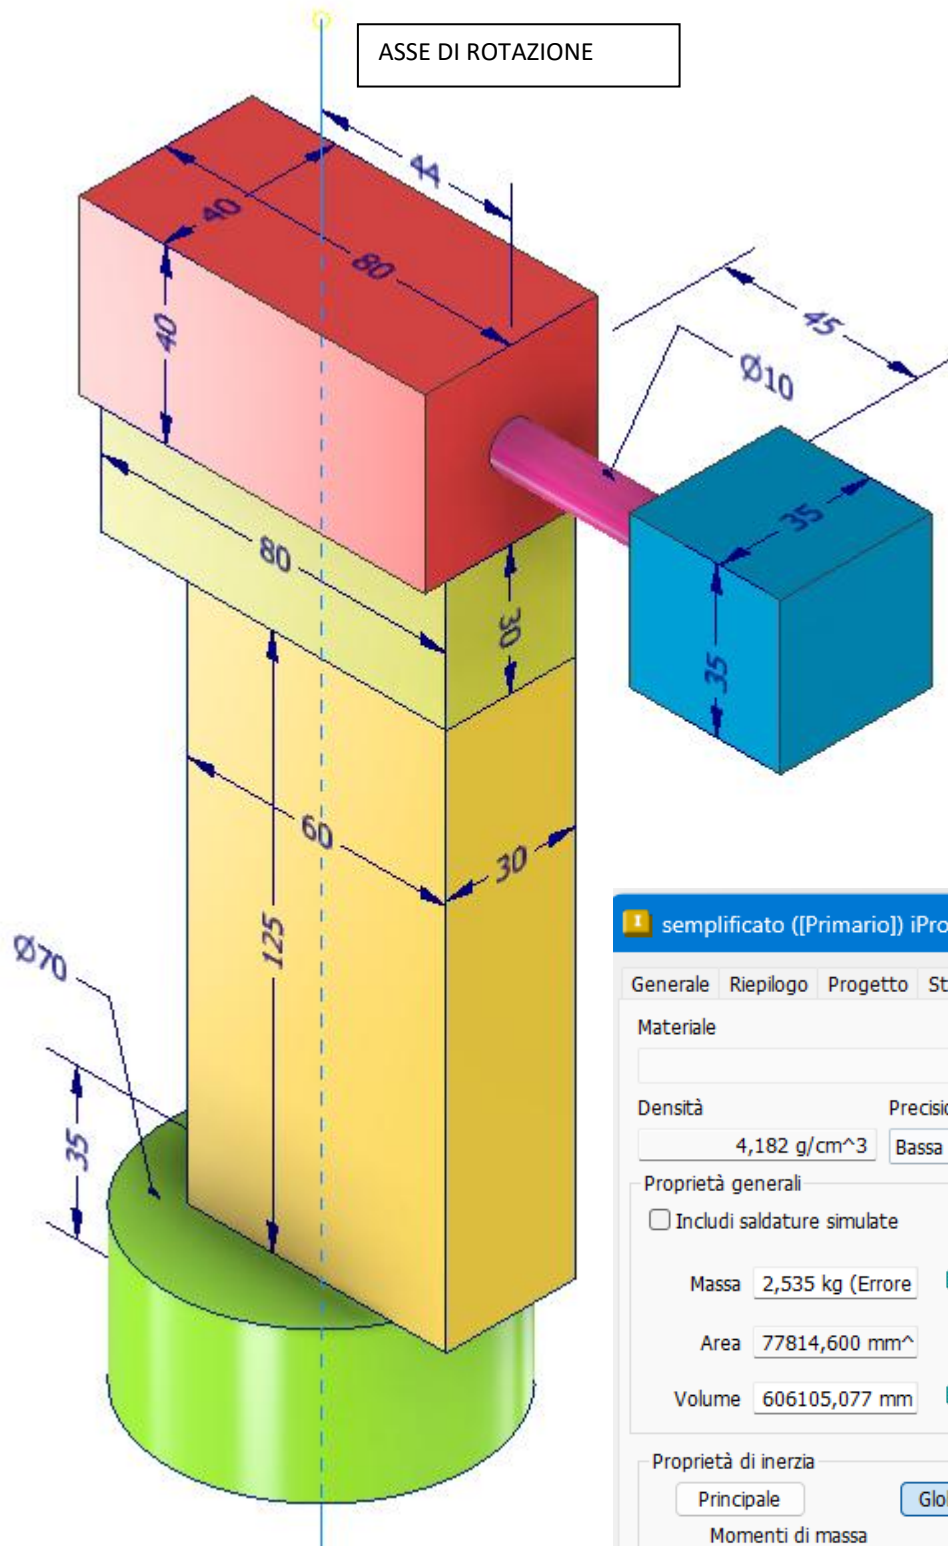 ASSE DI ROTAZIONE
44
40
80
40
45
Ø10
35
80
30
35
60
30
125
Ø70
35
semplificato ([Primario]) iPro
Generale Riepilogo Progetto St
Materiale
Densità Precisio
4,182 g/cm^3 Bassa
Proprietà generali
Includi saldature simulate
Massa 2,535 kg (Errore
Area 77814,600 mm^
Volume 606105,077 mm
Proprietà di inerzia
Principale Glol
Momenti di massa